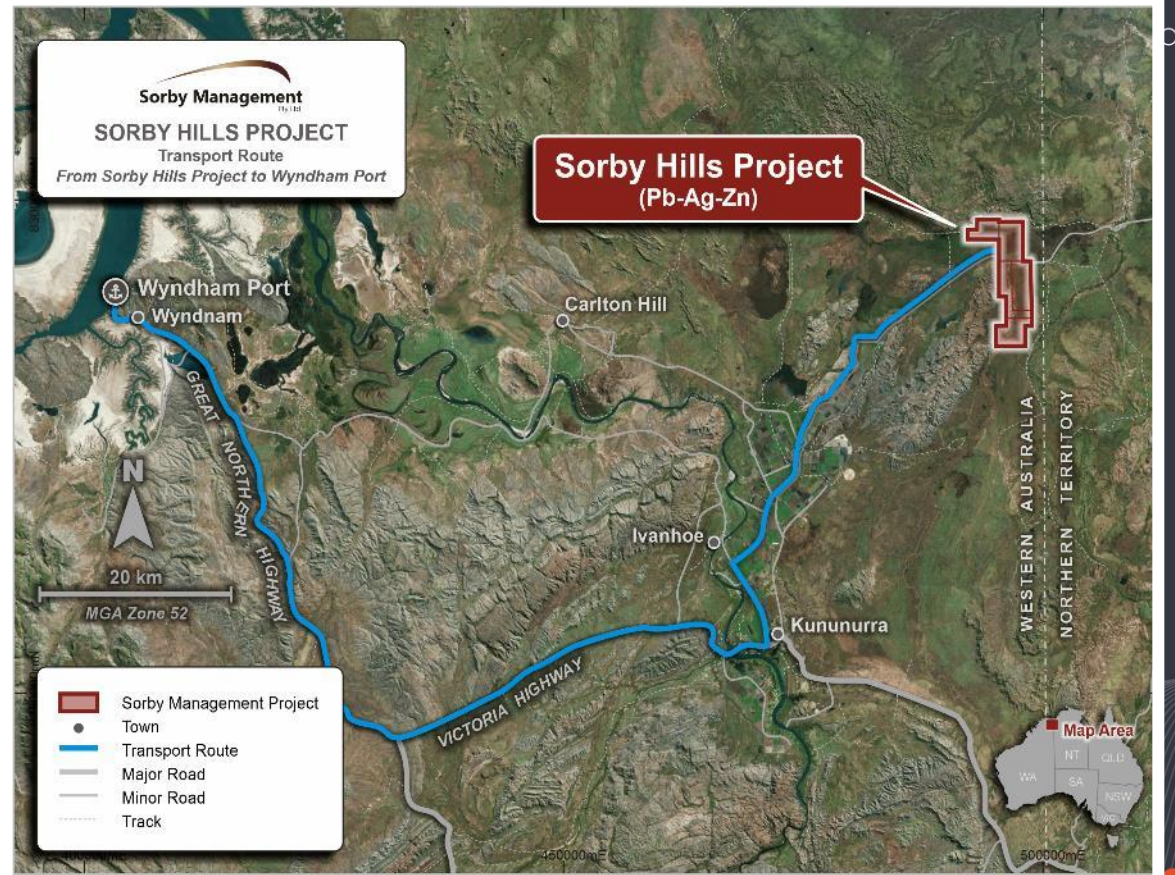 Sorby Management
Pty Ltd
SORBY HILLS PROJECT
Transport Route
From Sorby Hills Project to Wyndham Port
Sorby Hills Project
(Pb-Ag-Zn)
Wyndham Port
Wyndnam
Carlton Hill
GREAT NORTHERN HIGHWAY
N
20 km
MGA Zone 52
Ivanhoe
Kununurra
VICTORIA HIGHWAY
WESTERN AUSTRALIA
NORTHERN TERRITORY
Sorby Management Project
Town
Transport Route
Major Road
Minor Road
Track
Map Area
WA
NT
QLD
SA
NSW
VIC
450000mE
500000mE